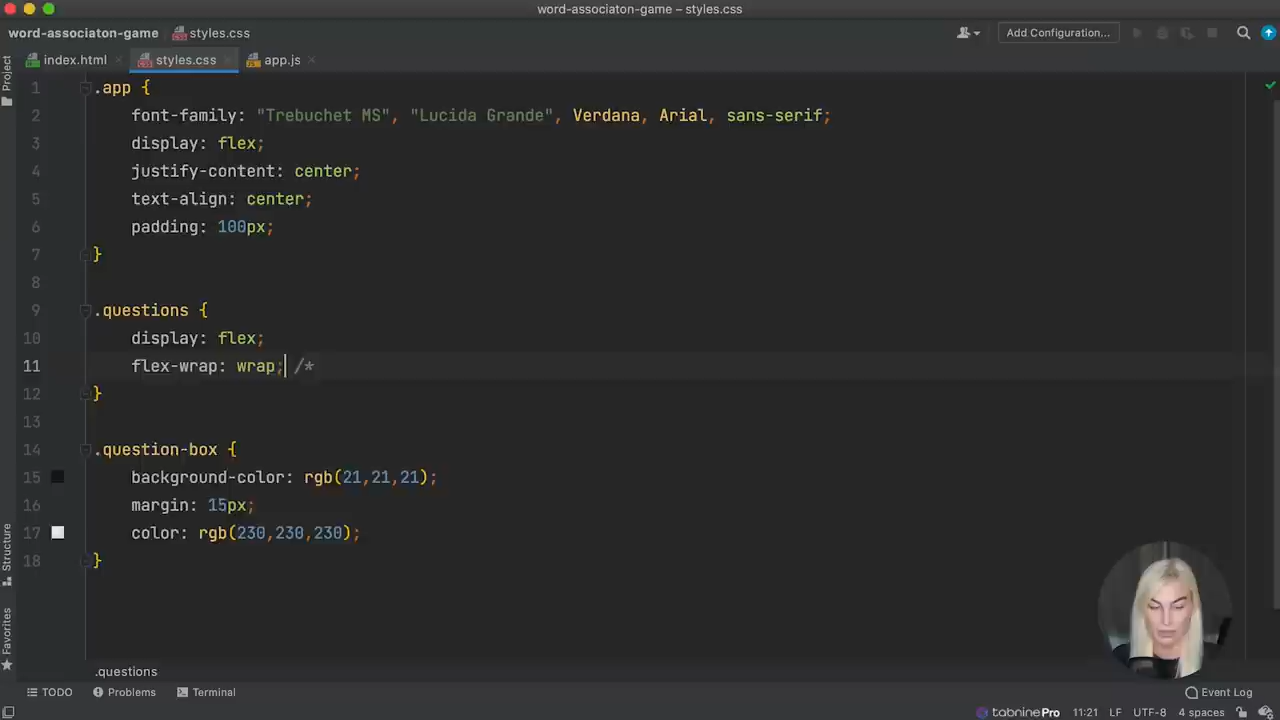 word-associaton-game – styles.css
word-associaton-game
styles.css
Add Configuration...
Project
index.html
styles.css
app.js
1 .app {
2 font-family: "Trebuchet MS", "Lucida Grande", Verdana, Arial, sans-serif;
3 display: flex;
4 justify-content: center;
5 text-align: center;
6 padding: 100px;
7 }
8
9 .questions {
10 display: flex;
11 flex-wrap: wrap; /*
12 }
13
14 .question-box {
15 background-color: rgb(21,21,21);
16 margin: 15px;
17 color: rgb(230,230,230);
18 }
Structure
Favorites
.questions
TODO
Problems
Terminal
Event Log
tabnine Pro
11:21
LF
UTF-8
4 spaces